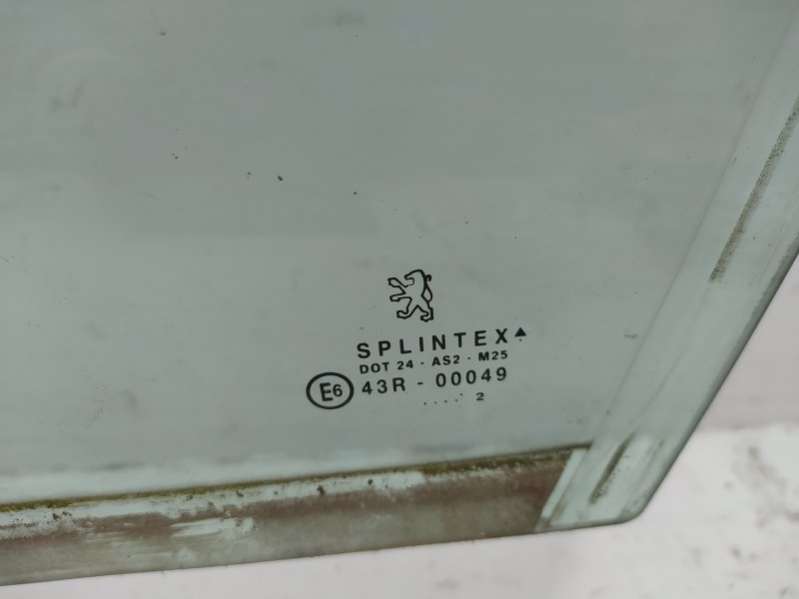 SPLINTEX
DOT 24 · AS2 · M25
E6 43R - 00049
.... 2